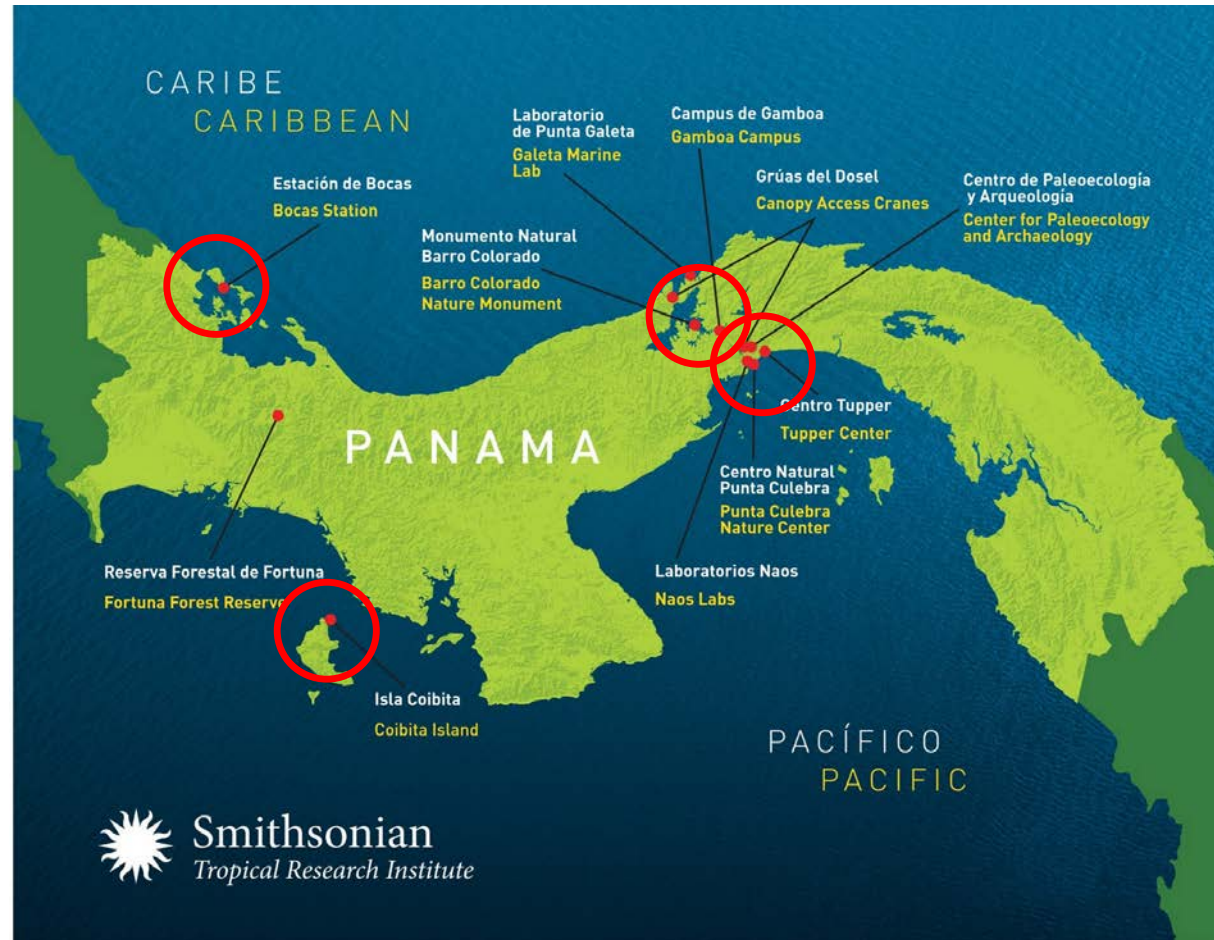 CARIBE
CARIBBEAN
Estación de Bocas
Bocas Station
Laboratorio
de Punta Galeta
Galeta Marine
Lab
Campus de Gamboa
Gamboa Campus
Grúas del Dosel
Canopy Access Cranes
Centro de Paleoecología
y Arqueología
Center for Paleoecology
and Archaeology
Monumento Natural
Barro Colorado
Barro Colorado
Nature Monument
PANAMA
Centro Tupper
Tupper Center
Centro Natural
Punta Culebra
Punta Culebra
Nature Center
Reserva Forestal de Fortuna
Fortuna Forest Reserve
Laboratorios Naos
Naos Labs
Isla Coibita
Coibita Island
PACÍFICO
PACIFIC
Smithsonian
Tropical Research Institute